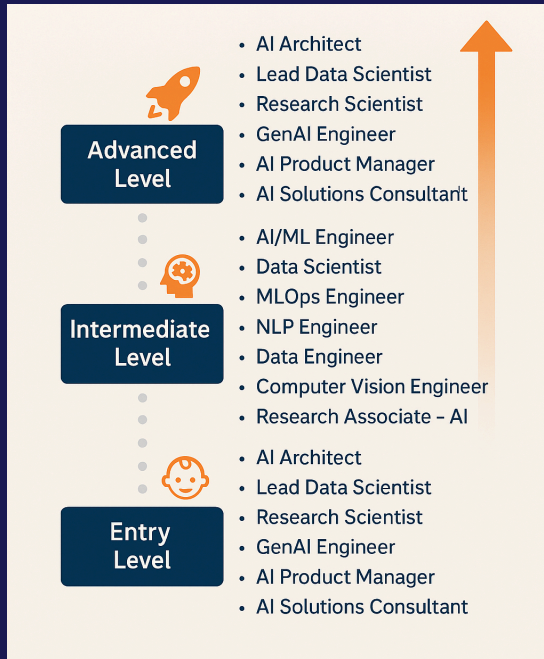 • AI Architect
• Lead Data Scientist
• Research Scientist
• GenAI Engineer
• AI Product Manager
• AI Solutions Consultant
Advanced
Level
• AI/ML Engineer
• Data Scientist
• MLOps Engineer
• NLP Engineer
• Data Engineer
• Computer Vision Engineer
• Research Associate – AI
Intermediate
Level
• AI Architect
• Lead Data Scientist
• Research Scientist
• GenAI Engineer
• AI Product Manager
• AI Solutions Consultant
Entry
Level